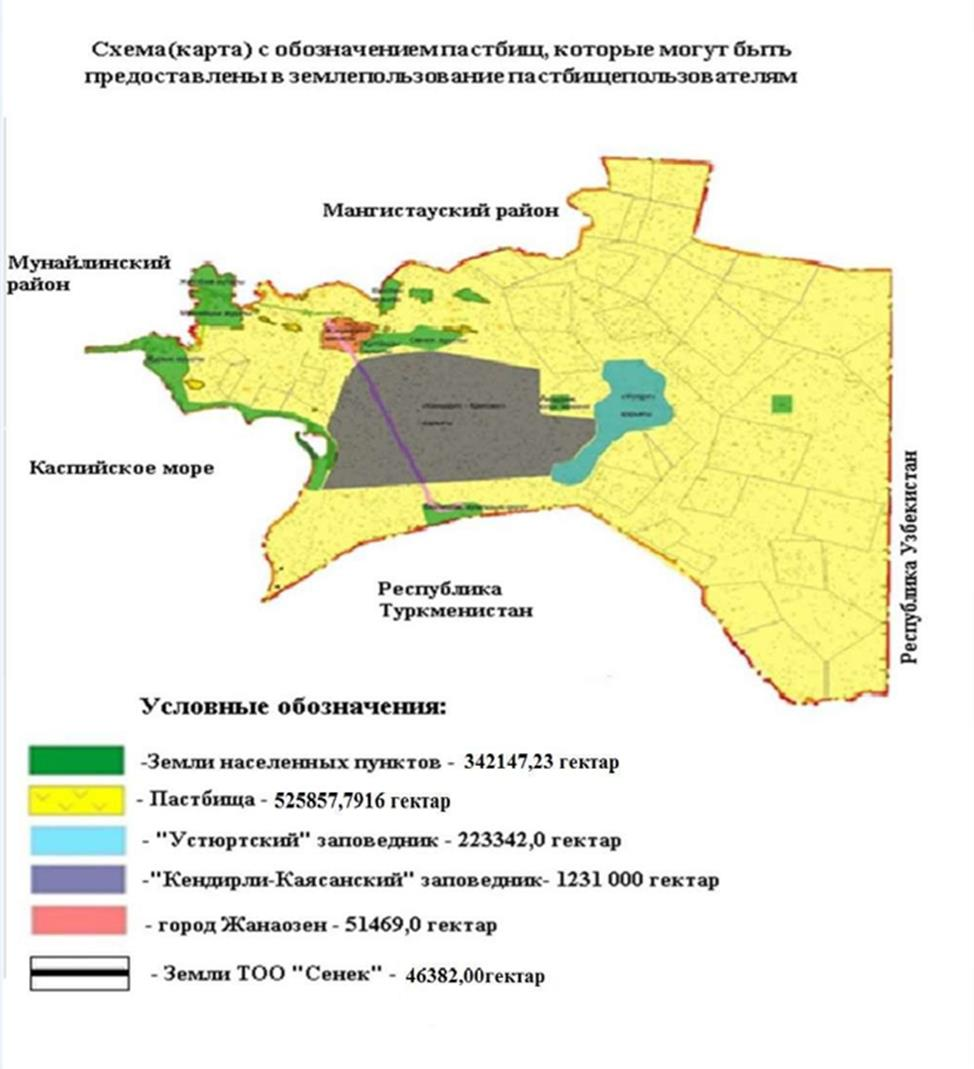 Схема(карта) с обозначением пастбищ, которые могут быть
предоставлены в землепользование пастбищепользователям
Мангистауский район
Мунайлинский
район
Каспийское море
Республика
Туркменистан
Республика Узбекистан
Условные обозначения:
-Земли населенных пунктов - 342147,23 гектар
- Пастбища - 525857,7916 гектар
- "Устюртский" заповедник - 223342,0 гектар
-"Кендирли-Каясанский" заповедник- 1231 000 гектар
- город Жанаозен - 51469,0 гектар
- Земли ТОО "Сенек" - 46382,00гектар